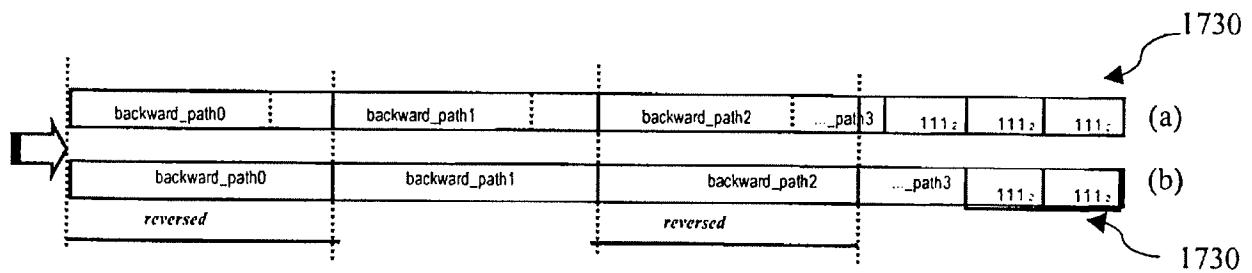 1730
backward_path0 backward_path1 backward_path2 ..._path3 111₂ 111₂ 111₂ (a)
backward_path0 backward_path1 backward_path2 ..._path3 111₂ 111₂ (b)
reversed reversed
1730